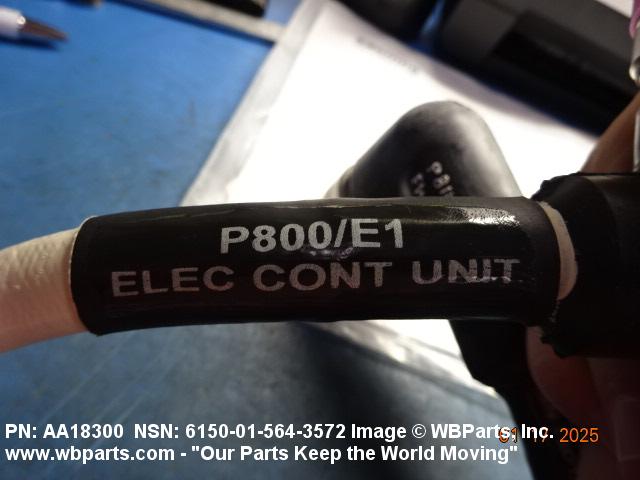 P800/E1
ELEC CONT UNIT
PN: AA18300 NSN: 6150-01-564-3572 Image © WBParts, Inc.
17 2025
www.wbparts.com - "Our Parts Keep the World Moving"